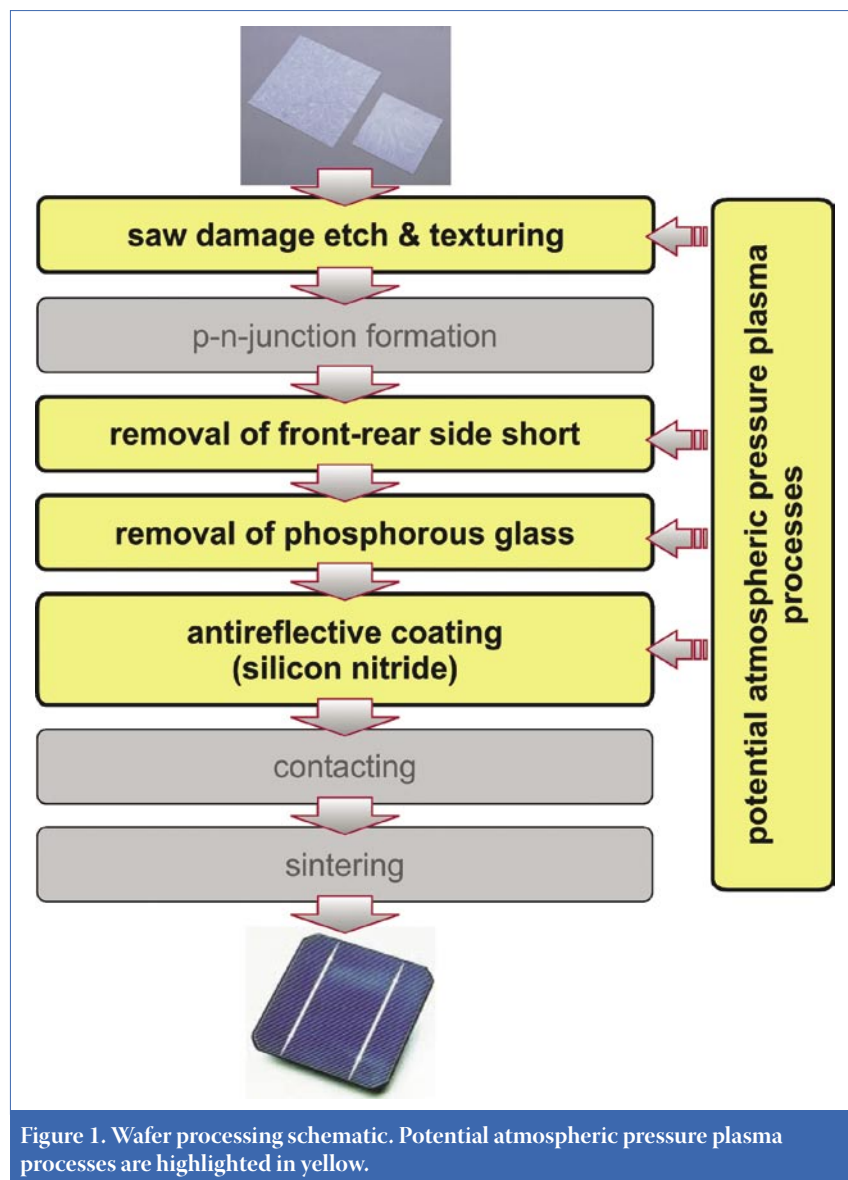 saw damage etch & texturing
p-n-junction formation
removal of front-rear side short
removal of phosphorous glass
antireflective coating
(silicon nitride)
contacting
sintering
potential atmospheric pressure plasma
processes
Figure 1. Wafer processing schematic. Potential atmospheric pressure plasma
processes are highlighted in yellow.